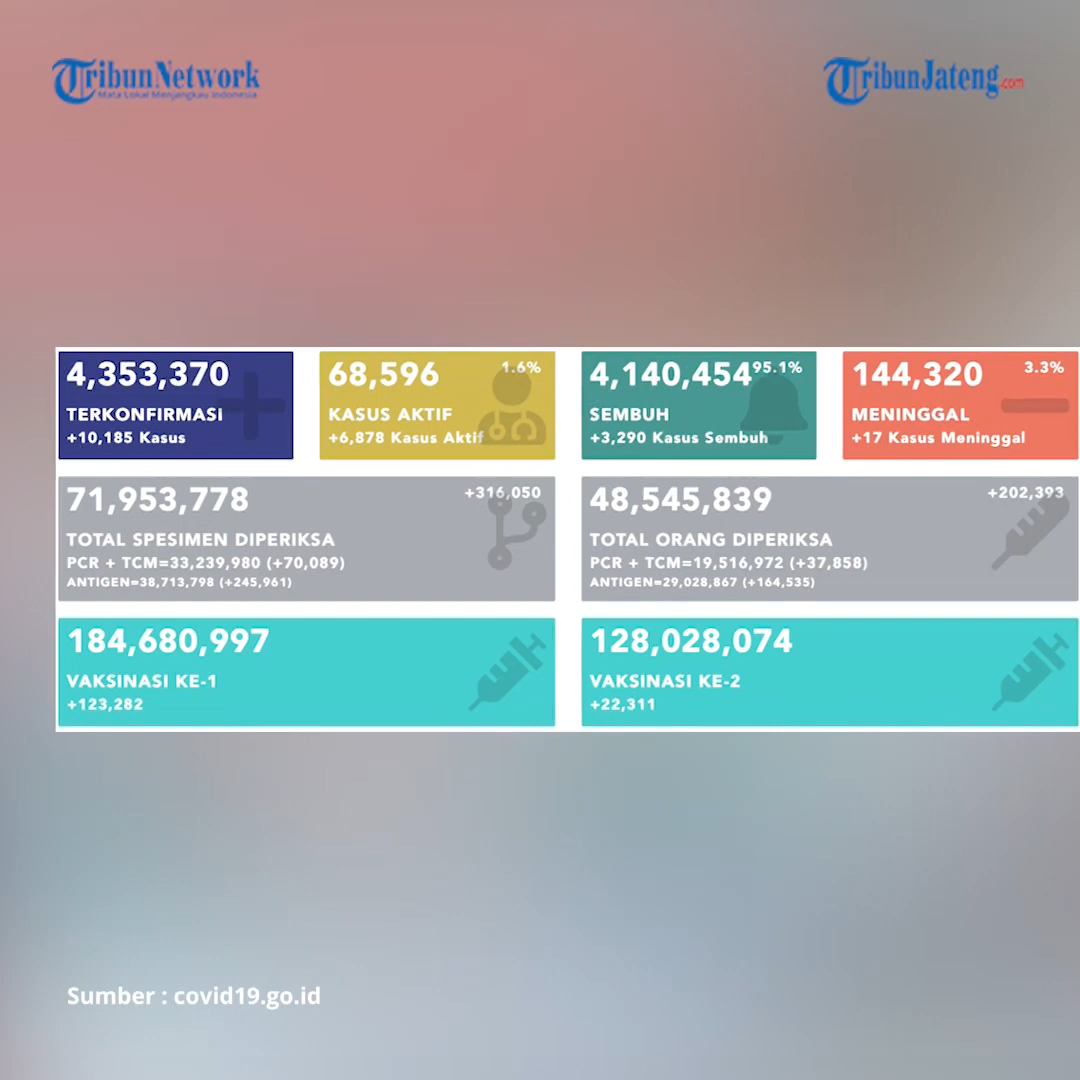 TribunNetwork
Mata Lokal Menjangkau Indonesia
TribunJateng.com
4,353,370
TERKONFIRMASI
+10,185 Kasus
68,596
1.6%
KASUS AKTIF
+6,878 Kasus Aktif
4,140,454
95.1%
SEMBUH
+3,290 Kasus Sembuh
144,320
3.3%
MENINGGAL
+17 Kasus Meninggal
71,953,778
+316,050
TOTAL SPESIMEN DIPERIKSA
PCR + TCM=33,239,980 (+70,089)
ANTIGEN=38,713,798 (+245,961)
48,545,839
+202,393
TOTAL ORANG DIPERIKSA
PCR + TCM=19,516,972 (+37,858)
ANTIGEN=29,028,867 (+164,535)
184,680,997
VAKSINASI KE-1
+123,282
128,028,074
VAKSINASI KE-2
+22,311
Sumber : covid19.go.id